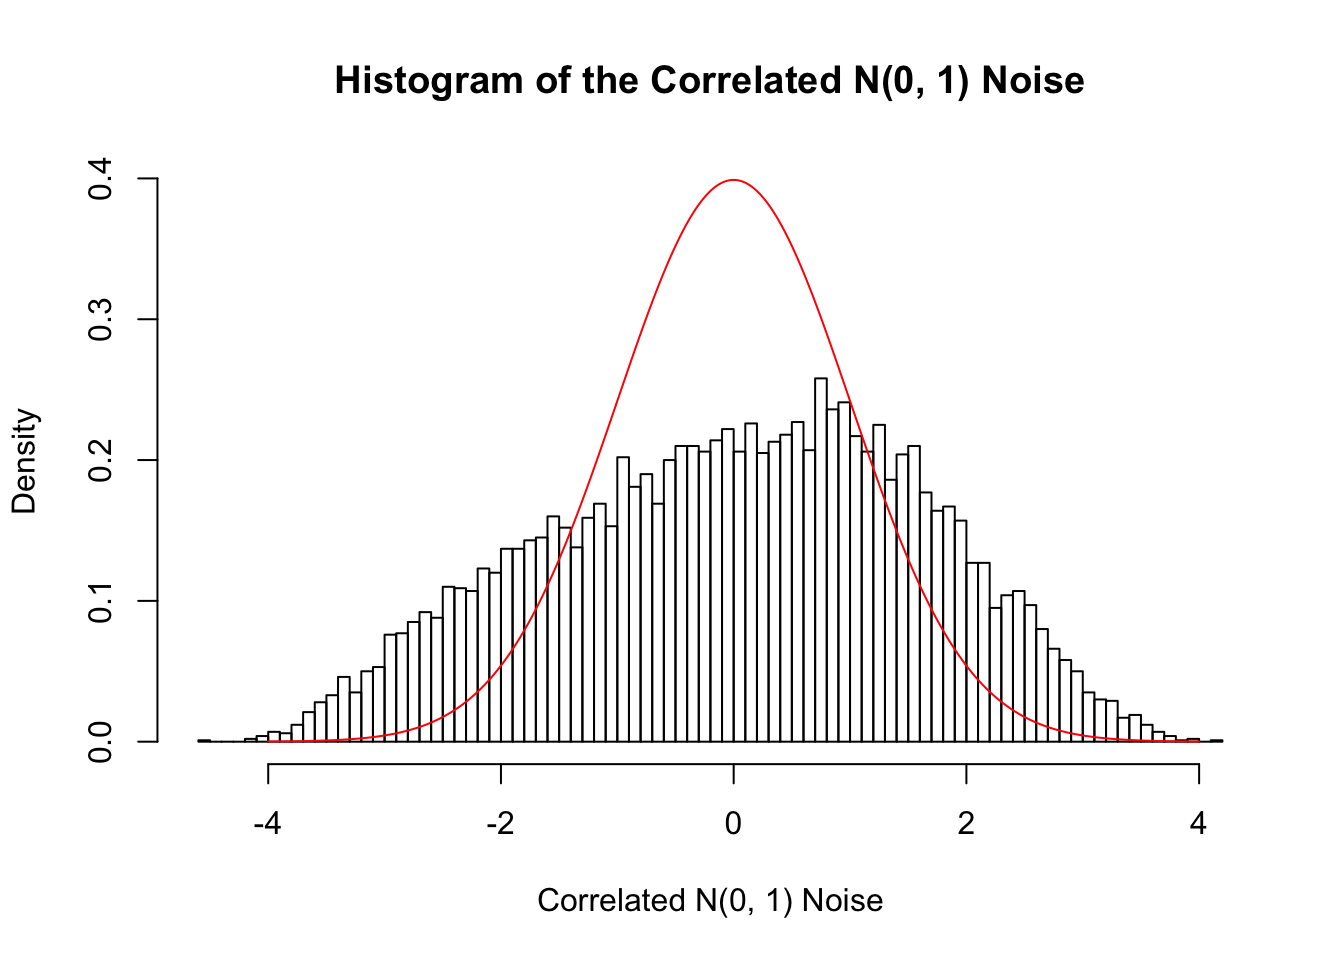 Histogram of the Correlated N(0, 1) Noise
0.4
0.3
0.2
0.1
0.0
Density
-4 -2 0 2 4
Correlated N(0, 1) Noise